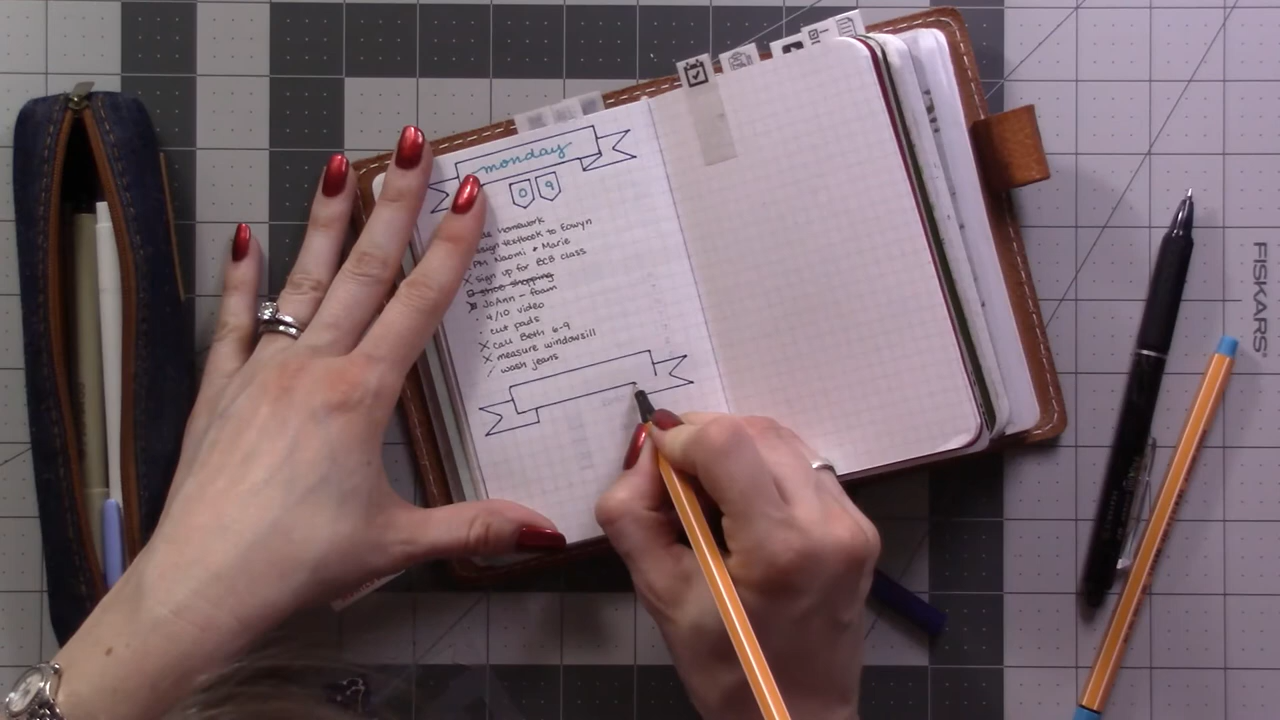 monday
0 9
homework
textbook to Eowyn
PM Naomi + Marie
X sign up for BCB class
shoe shopping
JoAnn - foam
· 4/10 video
· cut pads
X call Beth 6-9
X measure windowsill
/ wash jeans
FISKARS